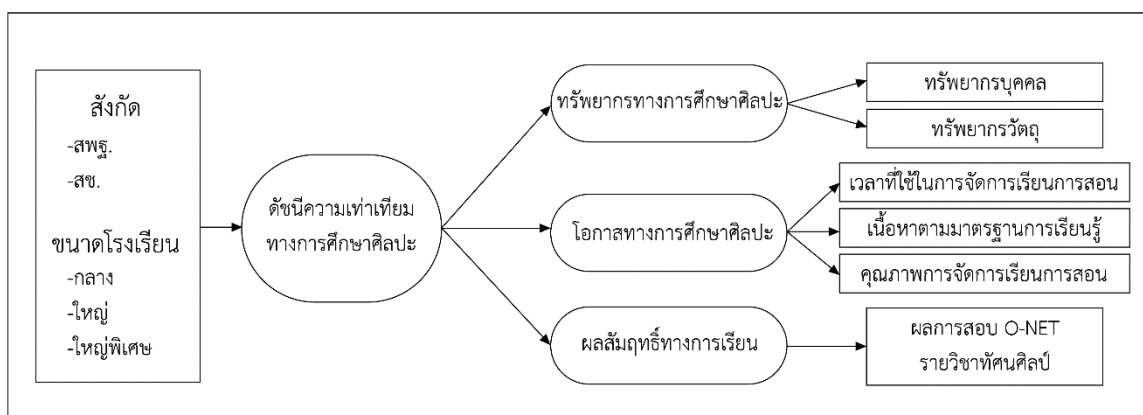 สังกัด
-สพฐ.
-สช.
ขนาดโรงเรียน
-กลาง
-ใหญ่
-ใหญ่พิเศษ
ดัชนีความเท่าเทียม
ทางการศึกษาศิลปะ
ทรัพยากรทางการศึกษาศิลปะ
ทรัพยากรบุคคล
ทรัพยากรวัตถุ
โอกาสทางการศึกษาศิลปะ
เวลาที่ใช้ในการจัดการเรียนการสอน
เนื้อหาตามมาตรฐานการเรียนรู้
คุณภาพการจัดการเรียนการสอน
ผลสัมฤทธิ์ทางการเรียน
ผลการสอบ O-NET
รายวิชาทัศนศิลป์